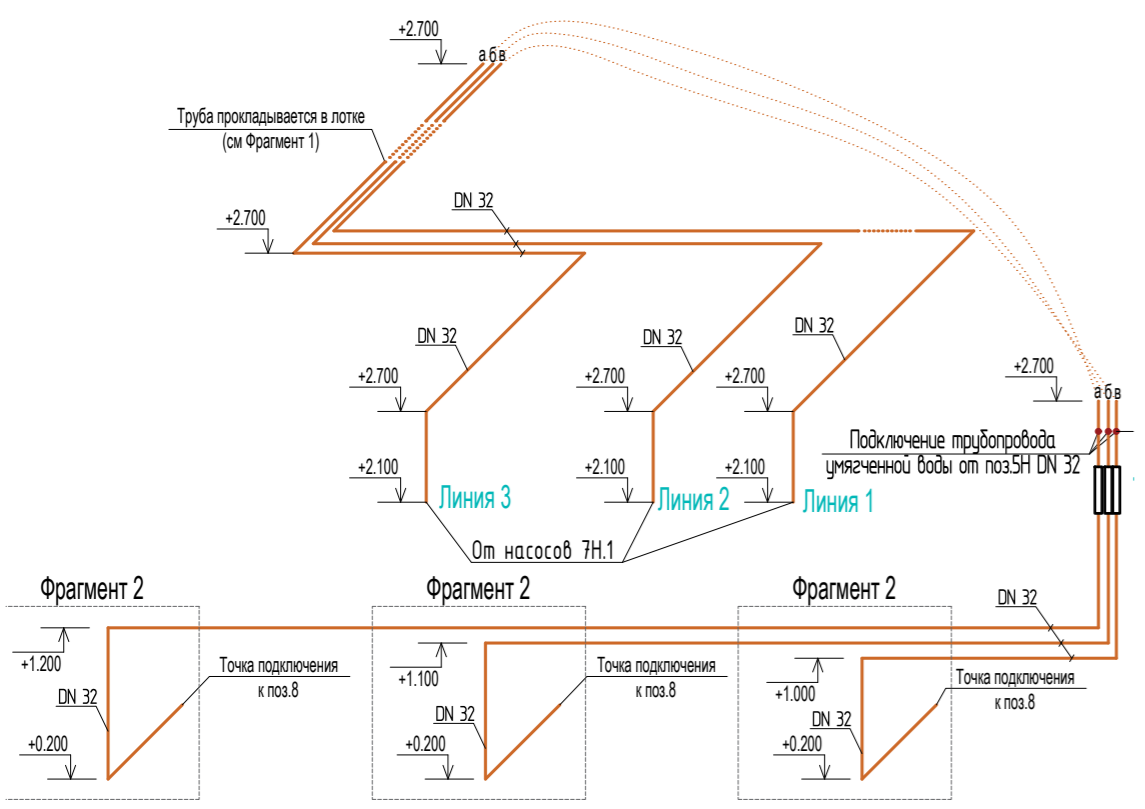 +2.700
а б в
Труба прокладывается в лотке
(см Фрагмент 1)
DN 32
+2.700
DN 32
DN 32
DN 32
+2.700
+2.700
+2.700
+2.700
а б в
Подключение трубопровода
умягченной воды от поз.5Н DN 32
+2.100
+2.100
+2.100
Линия 3
Линия 2
Линия 1
От насосов 7Н.1
Фрагмент 2
Фрагмент 2
Фрагмент 2
DN 32
+1.200
+1.100
+1.000
Точка подключения
к поз.8
Точка подключения
к поз.8
Точка подключения
к поз.8
DN 32
DN 32
DN 32
+0.200
+0.200
+0.200